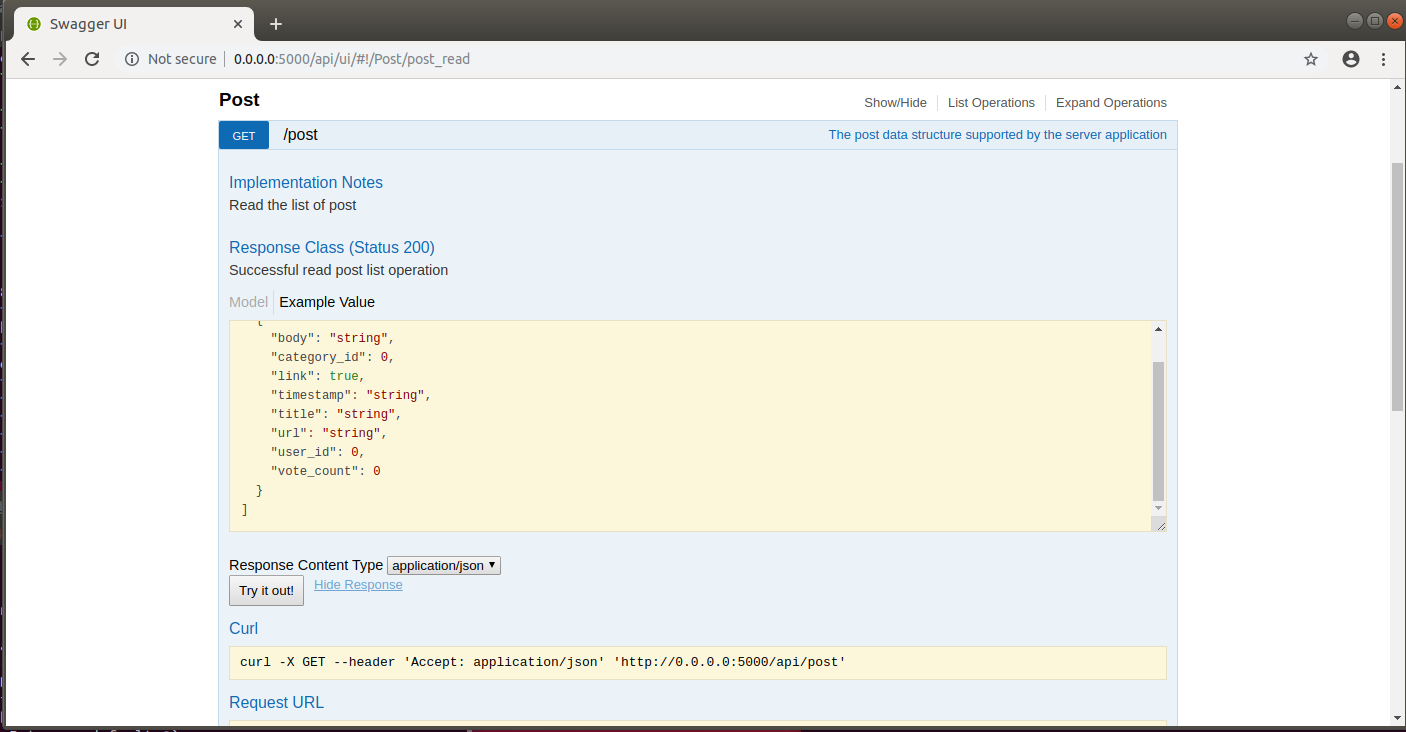 Swagger UI
Not secure | 0.0.0.0:5000/api/ui/#!/Post/post_read
Post
Show/Hide
List Operations
Expand Operations
GET
/post
The post data structure supported by the server application
Implementation Notes
Read the list of post
Response Class (Status 200)
Successful read post list operation
Model
Example Value
{
"body": "string",
"category_id": 0,
"link": true,
"timestamp": "string",
"title": "string",
"url": "string",
"user_id": 0,
"vote_count": 0
}
]
Response Content Type application/json
Try it out!
Hide Response
Curl
curl -X GET --header 'Accept: application/json' 'http://0.0.0.0:5000/api/post'
Request URL